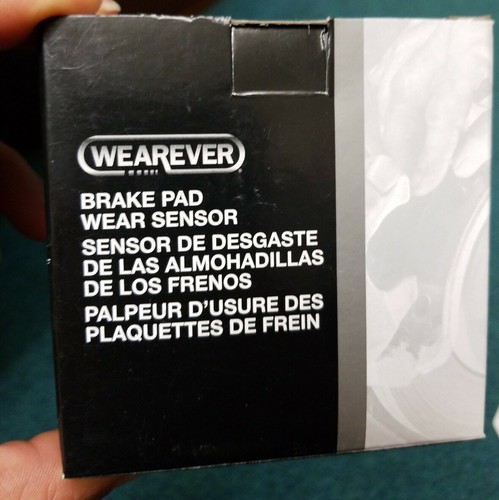 WEAREVER
BRAKE PAD
WEAR SENSOR
SENSOR DE DESGASTE
DE LAS ALMOHADILLAS
DE LOS FRENOS
PALPEUR D'USURE DES
PLAQUETTES DE FREIN